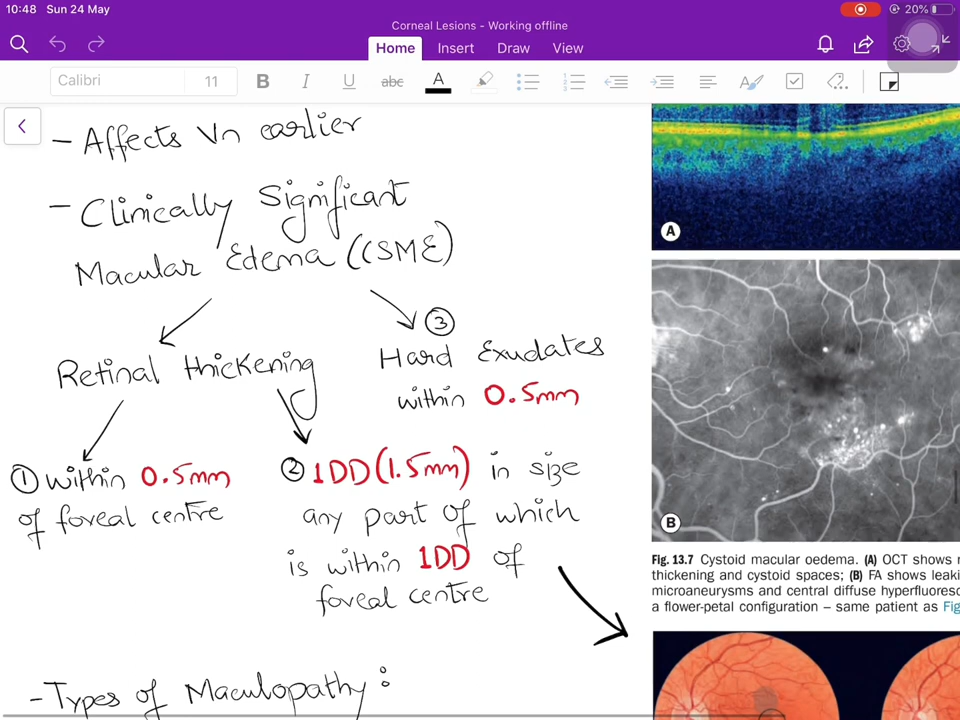 10:48 Sun 24 May
20%
Corneal Lesions - Working offline
Home Insert Draw View
Calibri 11 B I U abc A
- Affects Vn earlier
- Clinically Significant
Macular Edema (CSME)
Retinal thickening
① within 0.5mm
of foveal centre
② 1DD (1.5mm) in size
any part of which
is within 1DD of
foveal centre
③
Hard Exudates
within 0.5mm
- Types of Maculopathy :
A
B
Fig. 13.7 Cystoid macular oedema. (A) OCT shows
thickening and cystoid spaces; (B) FA shows leaki
microaneurysms and central diffuse hyperfluoresc
a flower-petal configuration – same patient as Fig